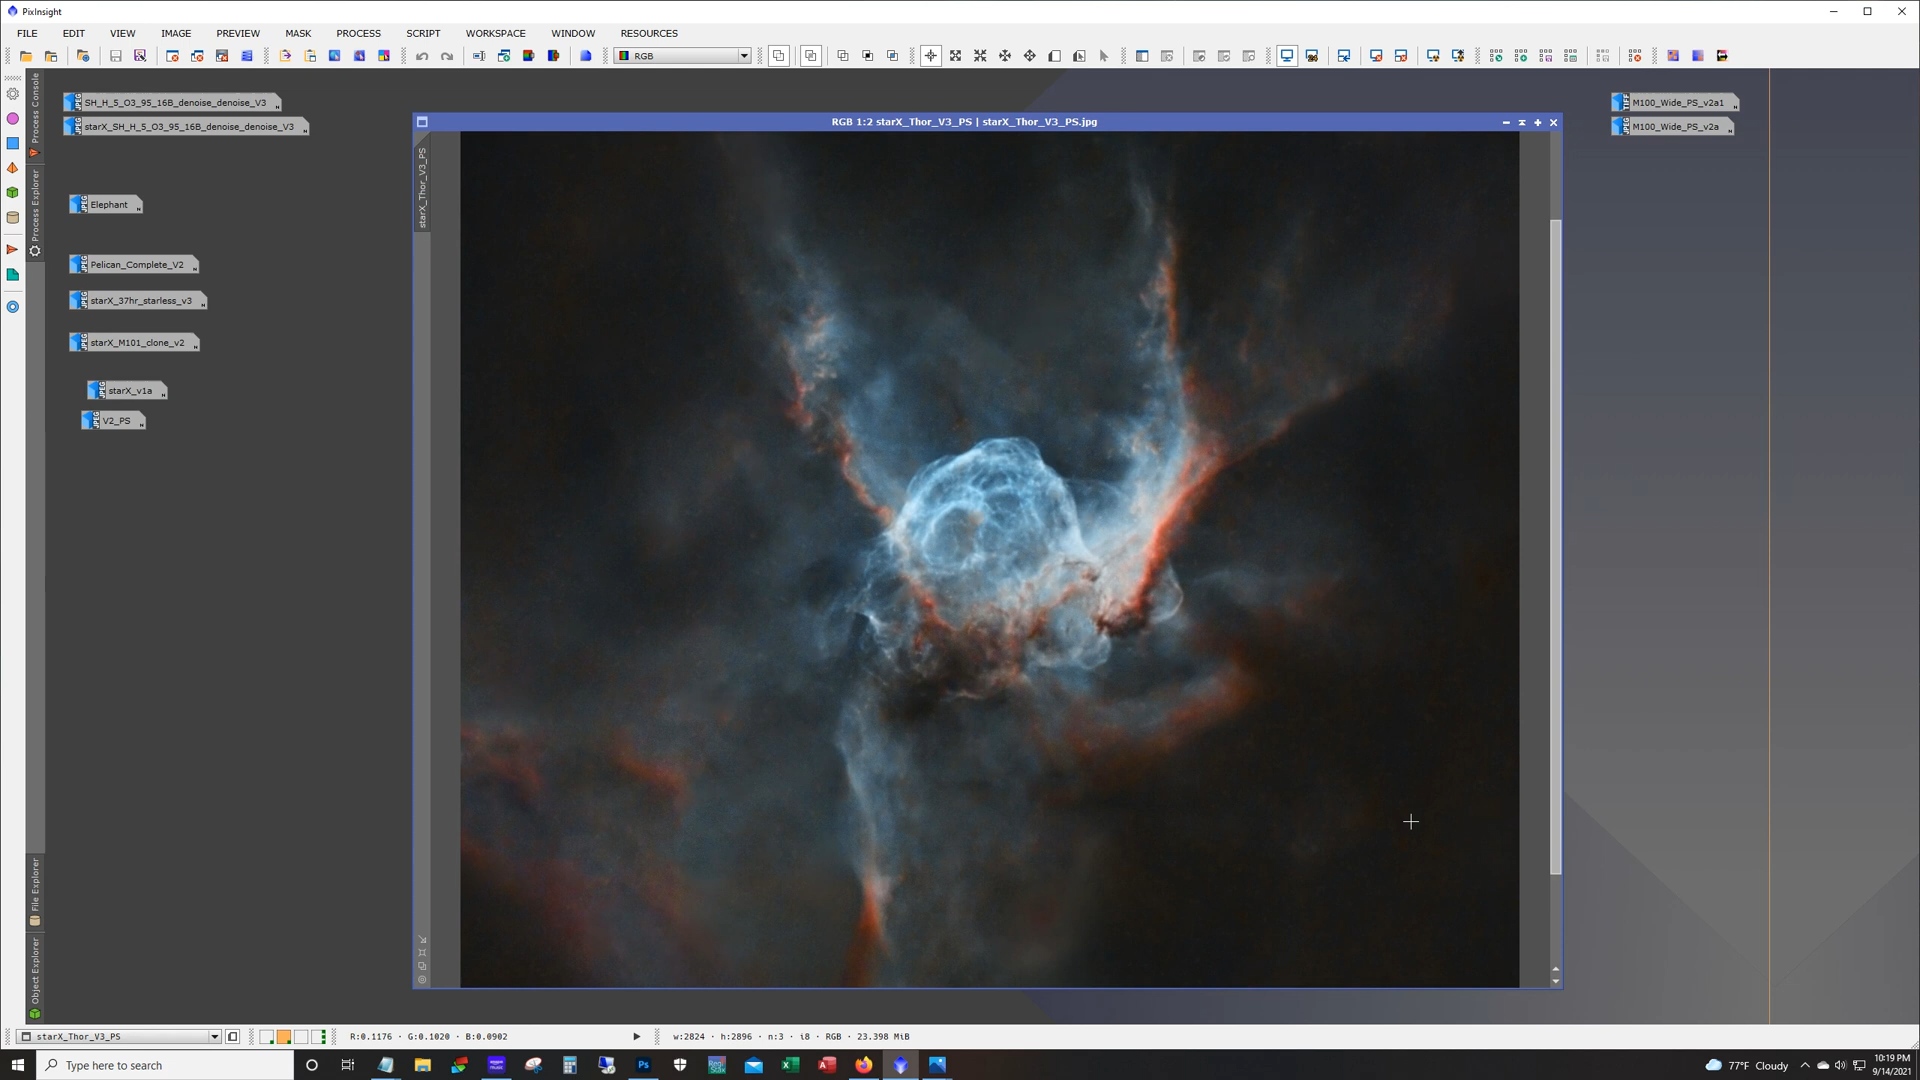 PixInsight
FILE EDIT VIEW IMAGE PREVIEW MASK PROCESS SCRIPT WORKSPACE WINDOW RESOURCES
RGB
Process Console
Process Explorer
File Explorer
Object Explorer
SH_H_5_O3_95_16B_denoise_denoise_V3
starX_SH_H_5_O3_95_16B_denoise_denoise_V3
Elephant
Pelican_Complete_V2
starX_37hr_starless_v3
starX_M101_clone_v2
starX_v1a
V2_PS
RGB 1:2 starX_Thor_V3_PS | starX_Thor_V3_PS.jpg
starX_Thor_V3_PS
M100_Wide_PS_v2a1
M100_Wide_PS_v2a
starX_Thor_V3_PS
R:0.1176 · G:0.1020 · B:0.0902
w:2824 · h:2896 · n:3 · i8 · RGB · 23.398 MiB
Type here to search
Ps
77°F Cloudy
10:19 PM
9/14/2021